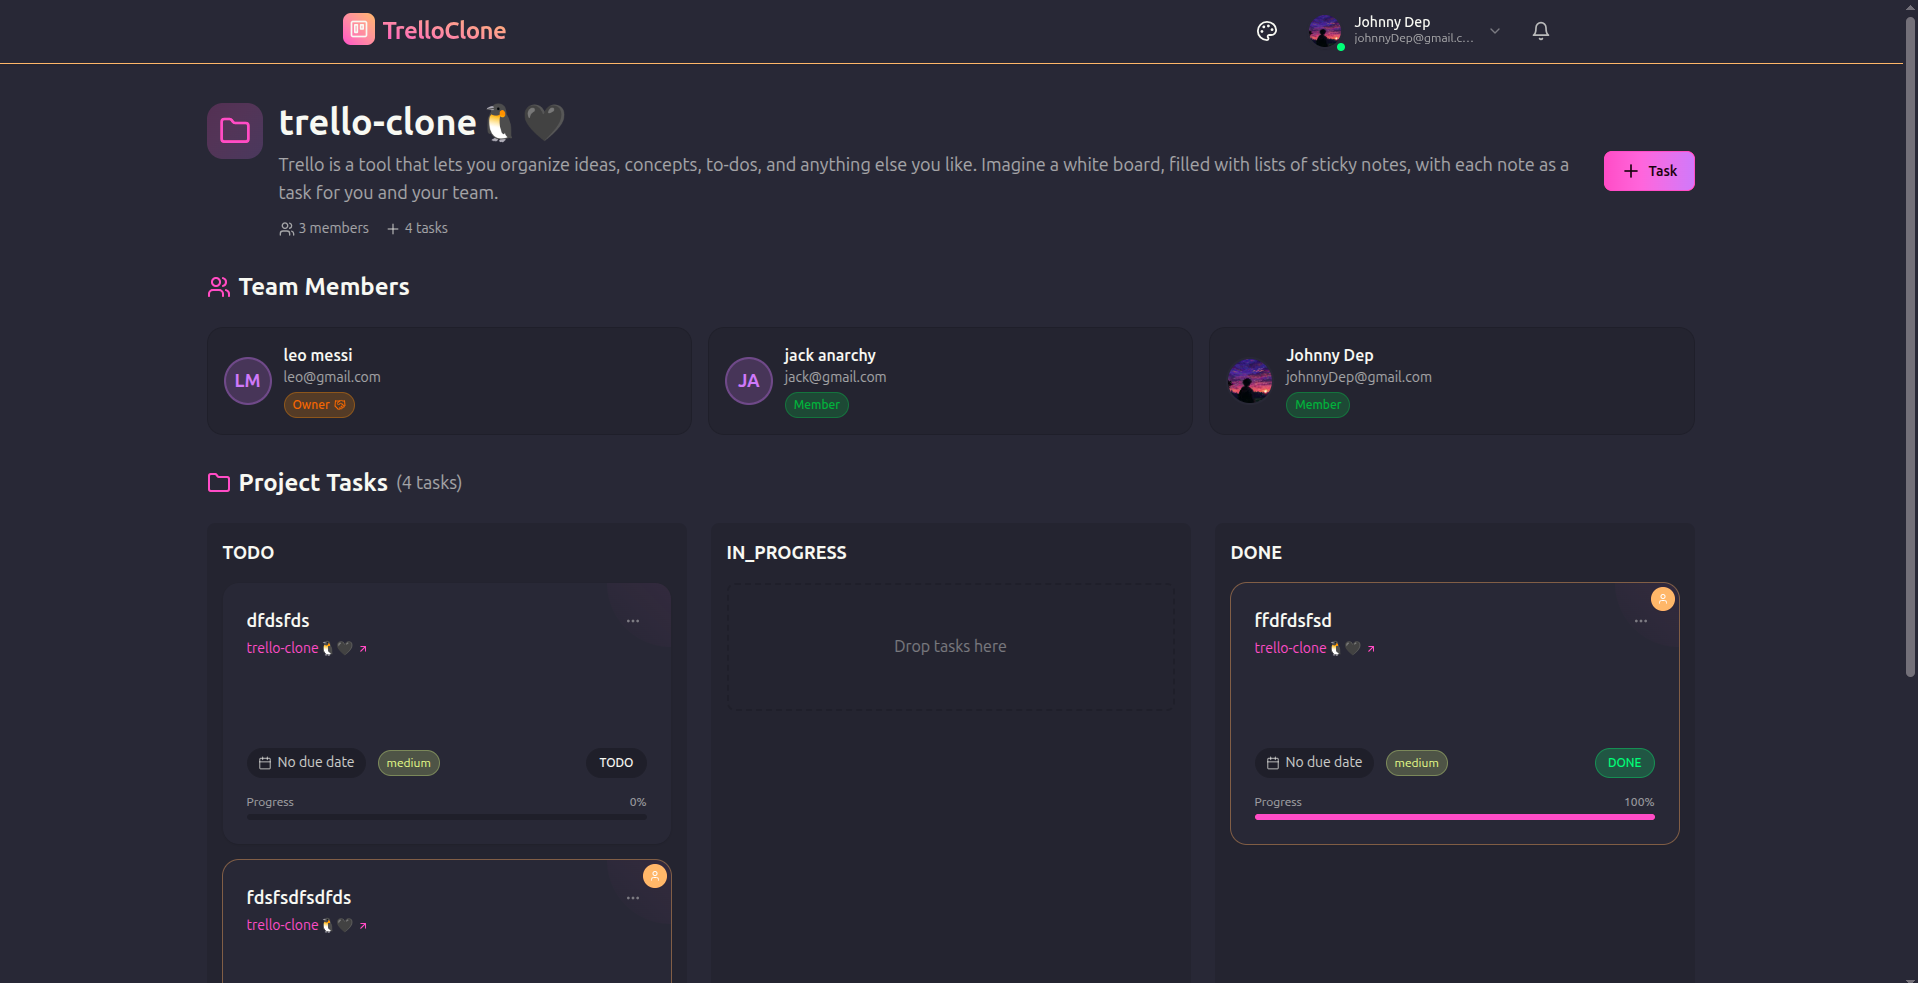 TrelloClone
Johnny Dep
johnnyDep@gmail.c...
trello-clone🐧🖤
Trello is a tool that lets you organize ideas, concepts, to-dos, and anything else you like. Imagine a white board, filled with lists of sticky notes, with each note as a
task for you and your team.
+ Task
3 members + 4 tasks
Team Members
LM
leo messi
leo@gmail.com
Owner
JA
jack anarchy
jack@gmail.com
Member
Johnny Dep
johnnyDep@gmail.com
Member
Project Tasks (4 tasks)
TODO
dfdsfds
trello-clone🐧🖤
No due date
medium
TODO
Progress
0%
fdsfsdfsdfds
trello-clone🐧🖤
IN_PROGRESS
Drop tasks here
DONE
ffdfdsfsd
trello-clone🐧🖤
No due date
medium
DONE
Progress
100%